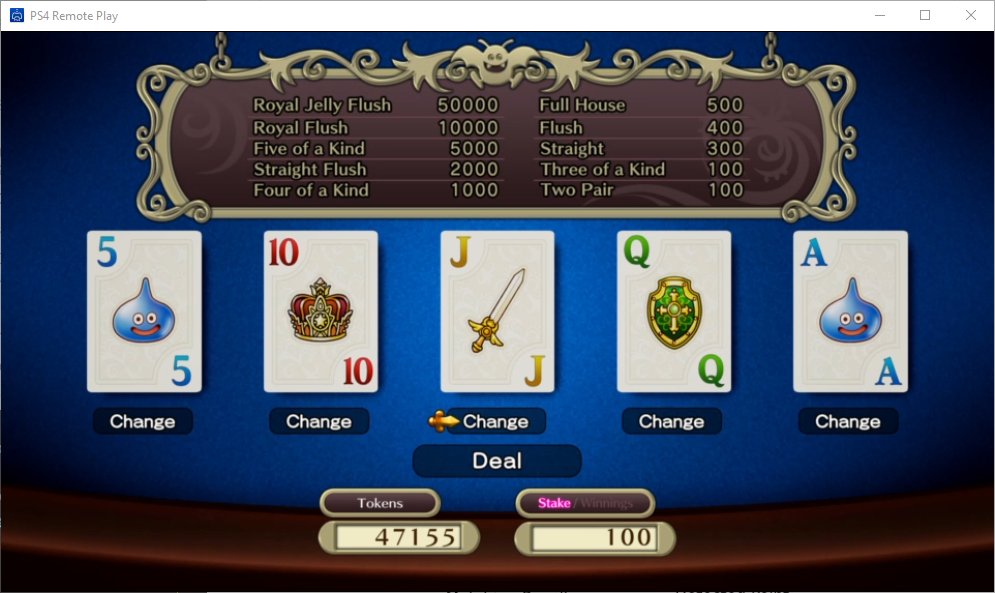 PS4 Remote Play
Royal Jelly Flush 50000 Full House 500
Royal Flush 10000 Flush 400
Five of a Kind 5000 Straight 300
Straight Flush 2000 Three of a Kind 100
Four of a Kind 1000 Two Pair 100
5 10 J Q A
5 10 J Q A
Change Change Change Change Change
Deal
Tokens Stake / Winnings
47155 100